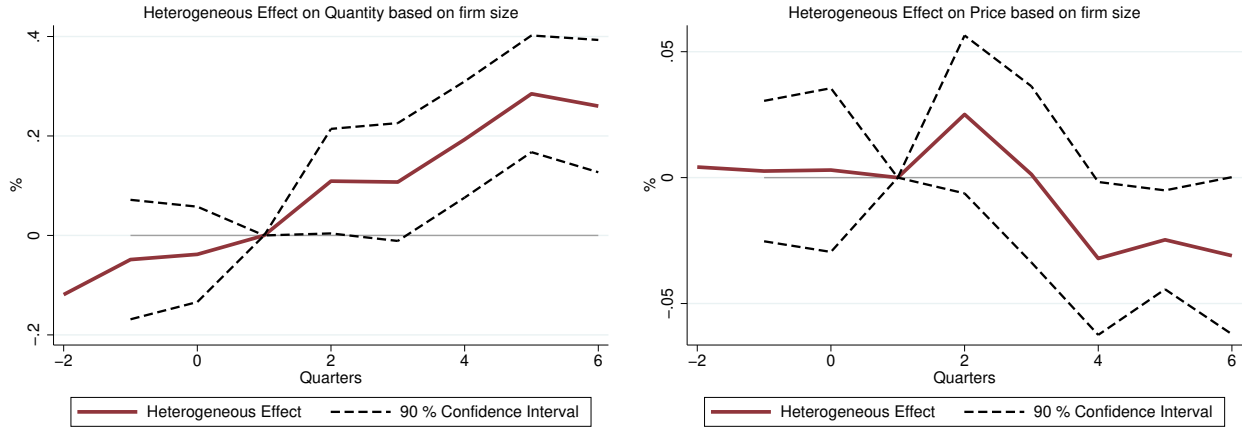 Heterogeneous Effect on Quantity based on firm size
.4
.2
0
−.2
%
−2 0 2 4 6
Quarters
Heterogeneous Effect 90 % Confidence Interval
Heterogeneous Effect on Price based on firm size
.05
0
−.05
%
−2 0 2 4 6
Quarters
Heterogeneous Effect 90 % Confidence Interval